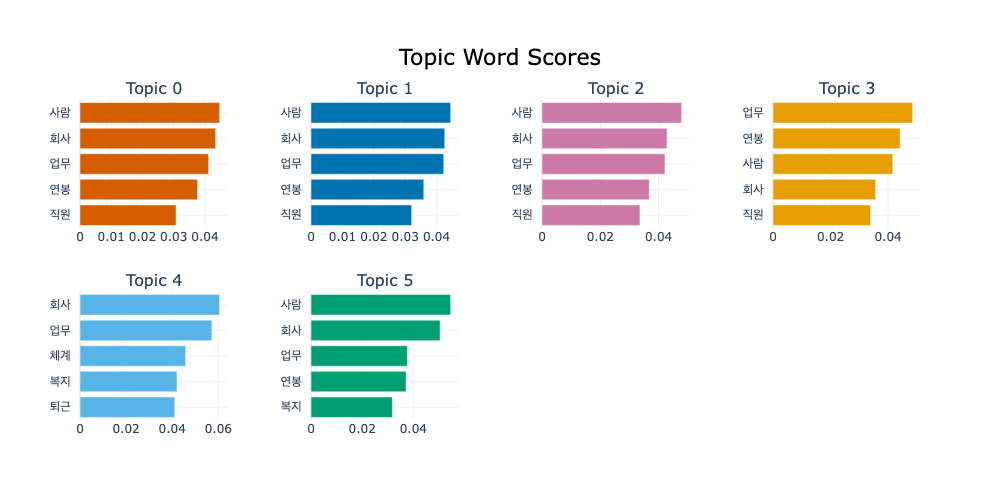 Topic Word Scores
Topic 0
사람
회사
업무
연봉
직원
0 0.01 0.02 0.03 0.04
Topic 1
사람
회사
업무
연봉
직원
0 0.01 0.02 0.03 0.04
Topic 2
사람
회사
업무
연봉
직원
0 0.02 0.04
Topic 3
업무
연봉
사람
회사
직원
0 0.02 0.04
Topic 4
회사
업무
체계
복지
퇴근
0 0.02 0.04 0.06
Topic 5
사람
회사
업무
연봉
복지
0 0.02 0.04